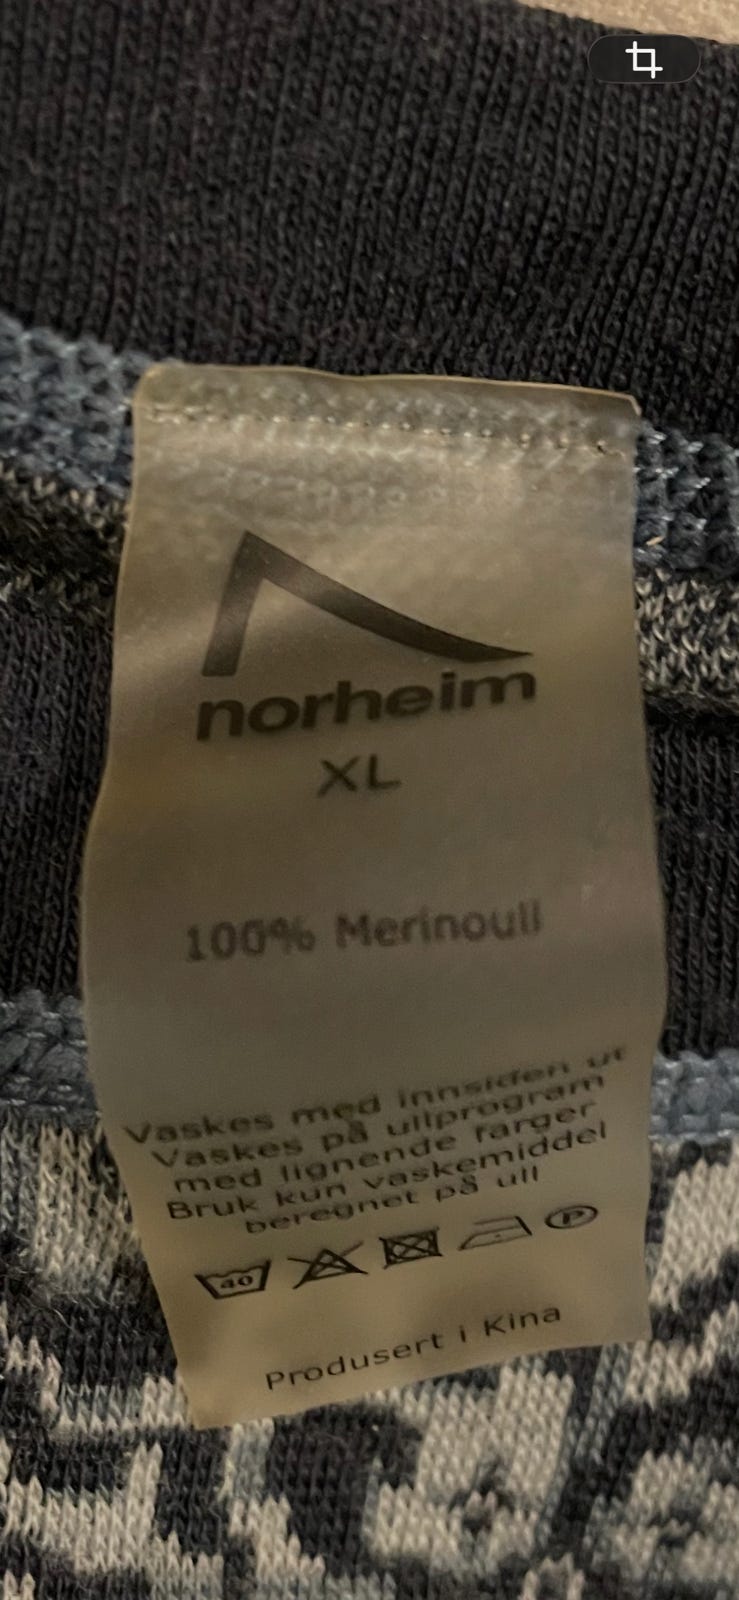 norheim
XL
100% Merinoull
Vaskes med innsiden ut
Vaskes på ullprogram
med lignende farger
Bruk kun vaskemiddel
beregnet på ull
40
P
Produsert i Kina